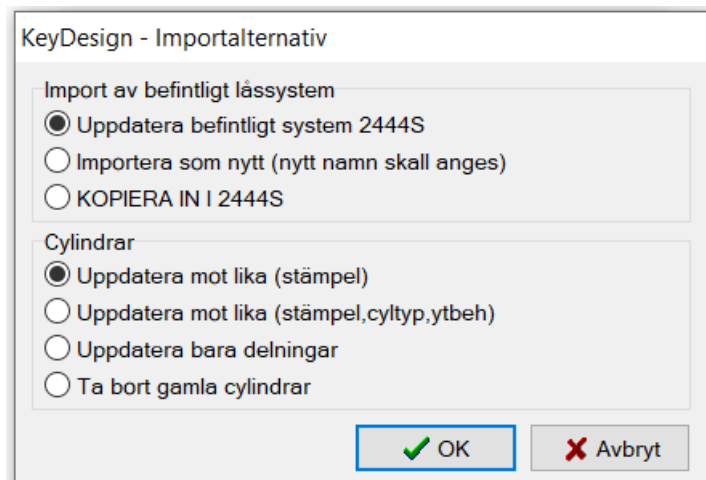 KeyDesign - Importalternativ
Import av befintligt låssystem
Uppdatera befintligt system 2444S
Importera som nytt (nytt namn skall anges)
KOPIERA IN I 2444S
Cylindrar
Uppdatera mot lika (stämpel)
Uppdatera mot lika (stämpel,cyltyp,ytbeh)
Uppdatera bara delningar
Ta bort gamla cylindrar
OK
Avbryt